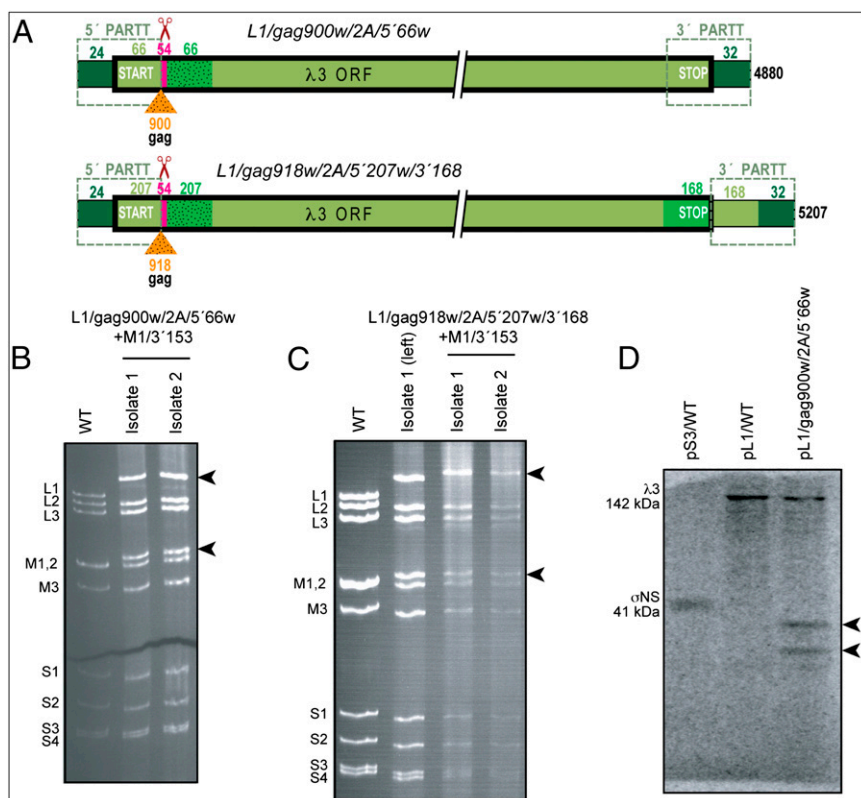 A
5´ PARTT
L1/gag900w/2A/5´66w
3´ PARTT
24
66
54
66
32
START
λ3 ORF
STOP
4880
900
gag
5´ PARTT
L1/gag918w/2A/5´207w/3´168
3´ PARTT
24
207
54
207
168
168
32
START
λ3 ORF
STOP
5207
918
gag
B
L1/gag900w/2A/5´66w
+M1/3´153
WT
Isolate 1
Isolate 2
L1
L2
L3
M1,2
M3
S1
S2
S3
S4
C
L1/gag918w/2A/5´207w/3´168
+M1/3´153
WT
Isolate 1 (left)
Isolate 1
Isolate 2
L1
L2
L3
M1,2
M3
S1
S2
S3
S4
D
pS3/WT
pL1/WT
pL1/gag900w/2A/5´66w
λ3
142 kDa
σNS
41 kDa